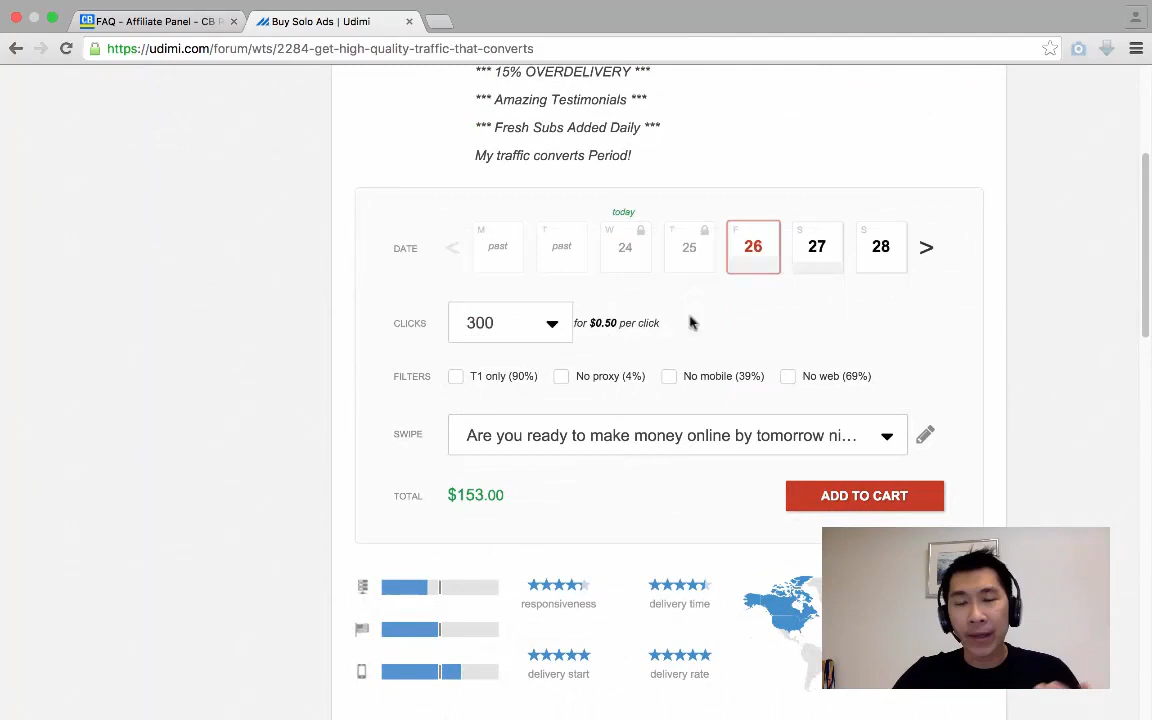 FAQ - Affiliate Panel - CB
Buy Solo Ads | Udimi
https://udimi.com/forum/wts/2284-get-high-quality-traffic-that-converts
*** 15% OVERDELIVERY ***
*** Amazing Testimonials ***
*** Fresh Subs Added Daily ***
My traffic converts Period!
today
DATE < M past T past W 24 T 25 F 26 S 27 S 28 >
CLICKS 300 for $0.50 per click
FILTERS T1 only (90%) No proxy (4%) No mobile (39%) No web (69%)
SWIPE Are you ready to make money online by tomorrow ni...
TOTAL $153.00 ADD TO CART
responsiveness delivery time
delivery start delivery rate